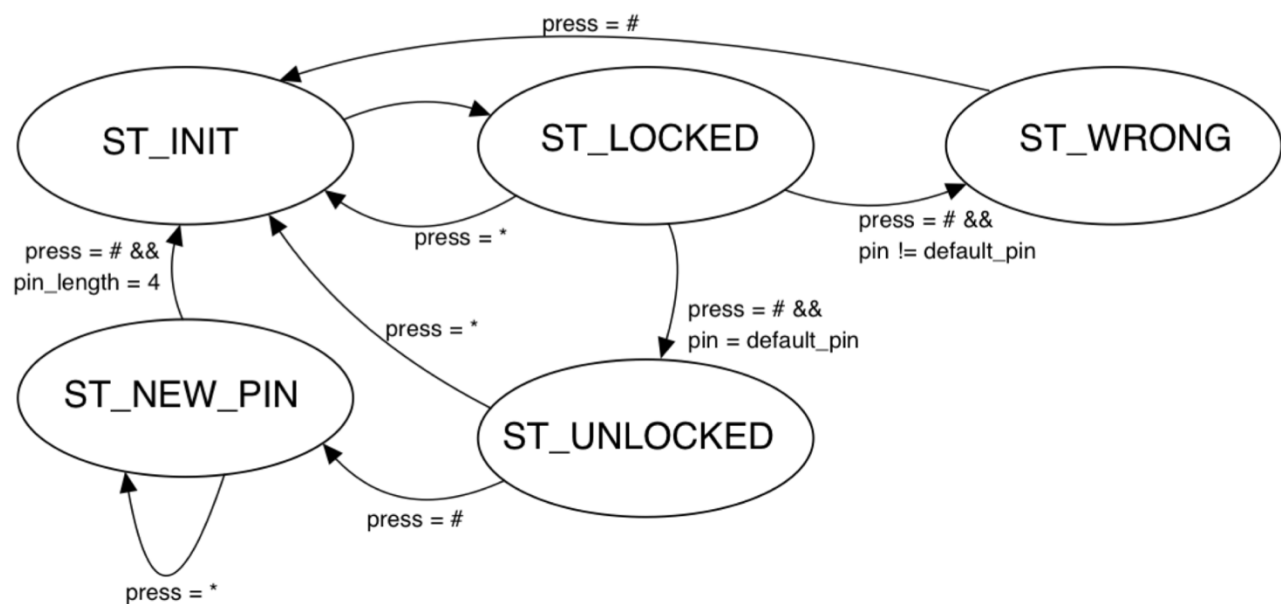 press = #
ST_INIT
ST_LOCKED
ST_WRONG
press = *
press = # &&
pin != default_pin
press = # &&
pin_length = 4
press = # &&
pin = default_pin
press = *
ST_NEW_PIN
ST_UNLOCKED
press = #
press = *